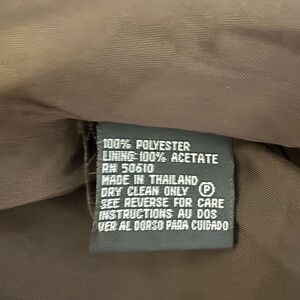 100% POLYESTER
LINING-100% ACETATE
RN 50610
MADE IN THAILAND
DRY CLEAN ONLY Ⓟ
SEE REVERSE FOR CARE
INSTRUCTIONS AU DOS
VER AL DORSO PARA CUIDADO